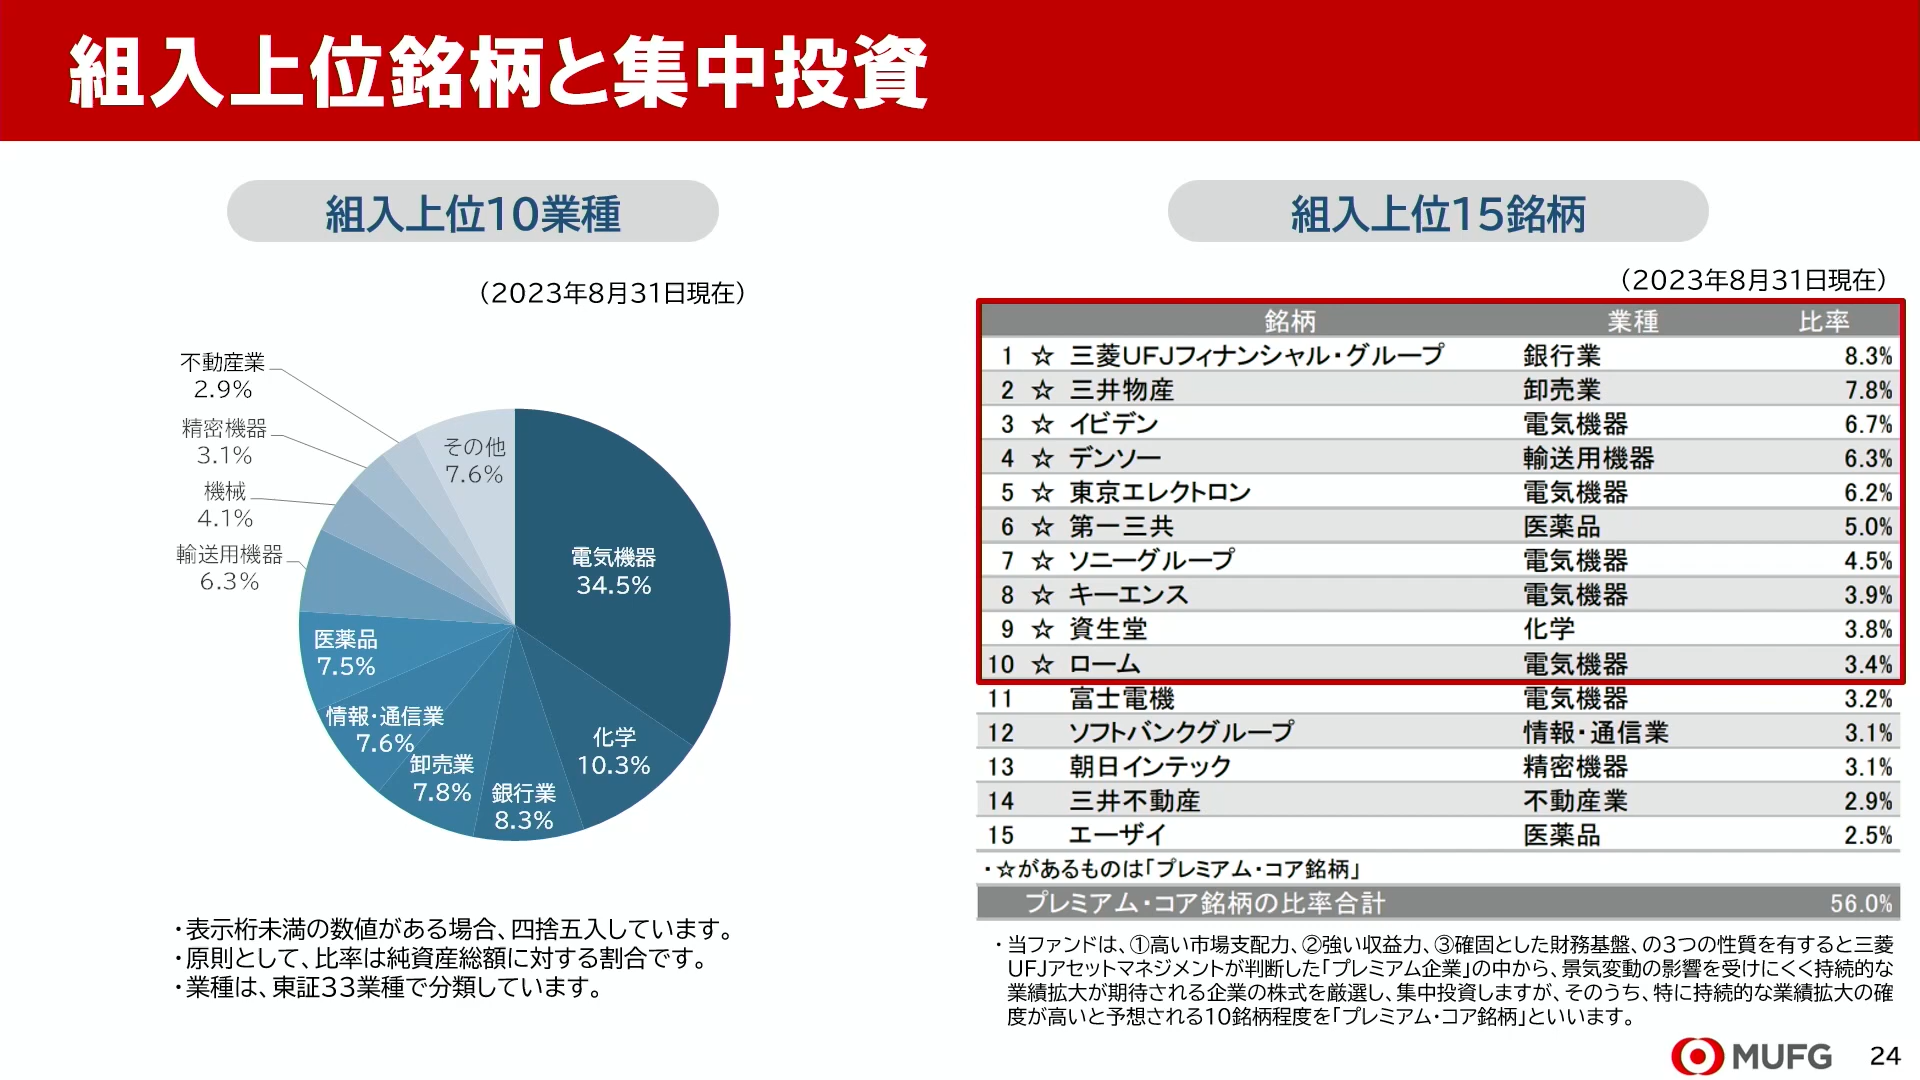 組入上位銘柄と集中投資
組入上位10業種
（2023年8月31日現在）
不動産業
2.9%
精密機器
3.1%
機械
4.1%
輸送用機器
6.3%
その他
7.6%
電気機器
34.5%
医薬品
7.5%
情報・通信業
7.6%
卸売業
7.8%
銀行業
8.3%
化学
10.3%
・表示桁未満の数値がある場合、四捨五入しています。
・原則として、比率は純資産総額に対する割合です。
・業種は、東証33業種で分類しています。
組入上位15銘柄
（2023年8月31日現在）
銘柄 業種 比率
1 ☆ 三菱UFJフィナンシャル・グループ 銀行業 8.3%
2 ☆ 三井物産 卸売業 7.8%
3 ☆ イビデン 電気機器 6.7%
4 ☆ デンソー 輸送用機器 6.3%
5 ☆ 東京エレクトロン 電気機器 6.2%
6 ☆ 第一三共 医薬品 5.0%
7 ☆ ソニーグループ 電気機器 4.5%
8 ☆ キーエンス 電気機器 3.9%
9 ☆ 資生堂 化学 3.8%
10 ☆ ローム 電気機器 3.4%
11 富士電機 電気機器 3.2%
12 ソフトバンクグループ 情報・通信業 3.1%
13 朝日インテック 精密機器 3.1%
14 三井不動産 不動産業 2.9%
15 エーザイ 医薬品 2.5%
・☆があるものは「プレミアム・コア銘柄」
プレミアム・コア銘柄の比率合計 56.0%
・当ファンドは、①高い市場支配力、②強い収益力、③確固とした財務基盤、の3つの性質を有すると三菱
UFJアセットマネジメントが判断した「プレミアム企業」の中から、景気変動の影響を受けにくく持続的な
業績拡大が期待される企業の株式を厳選し、集中投資しますが、そのうち、特に持続的な業績拡大の確
度が高いと予想される10銘柄程度を「プレミアム・コア銘柄」といいます。
MUFG 24